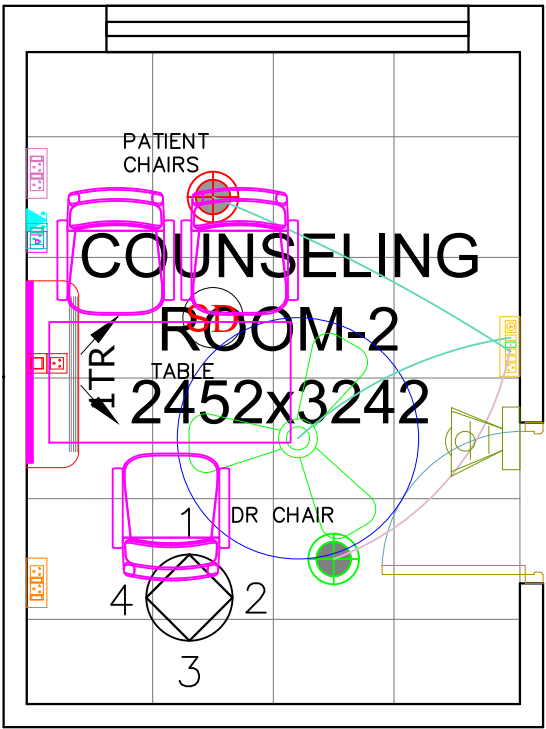 PATIENT
CHAIRS
COUNSELING
SD
ROOM-2
1TR
TABLE
2452x3242
1
DR CHAIR
4
2
3